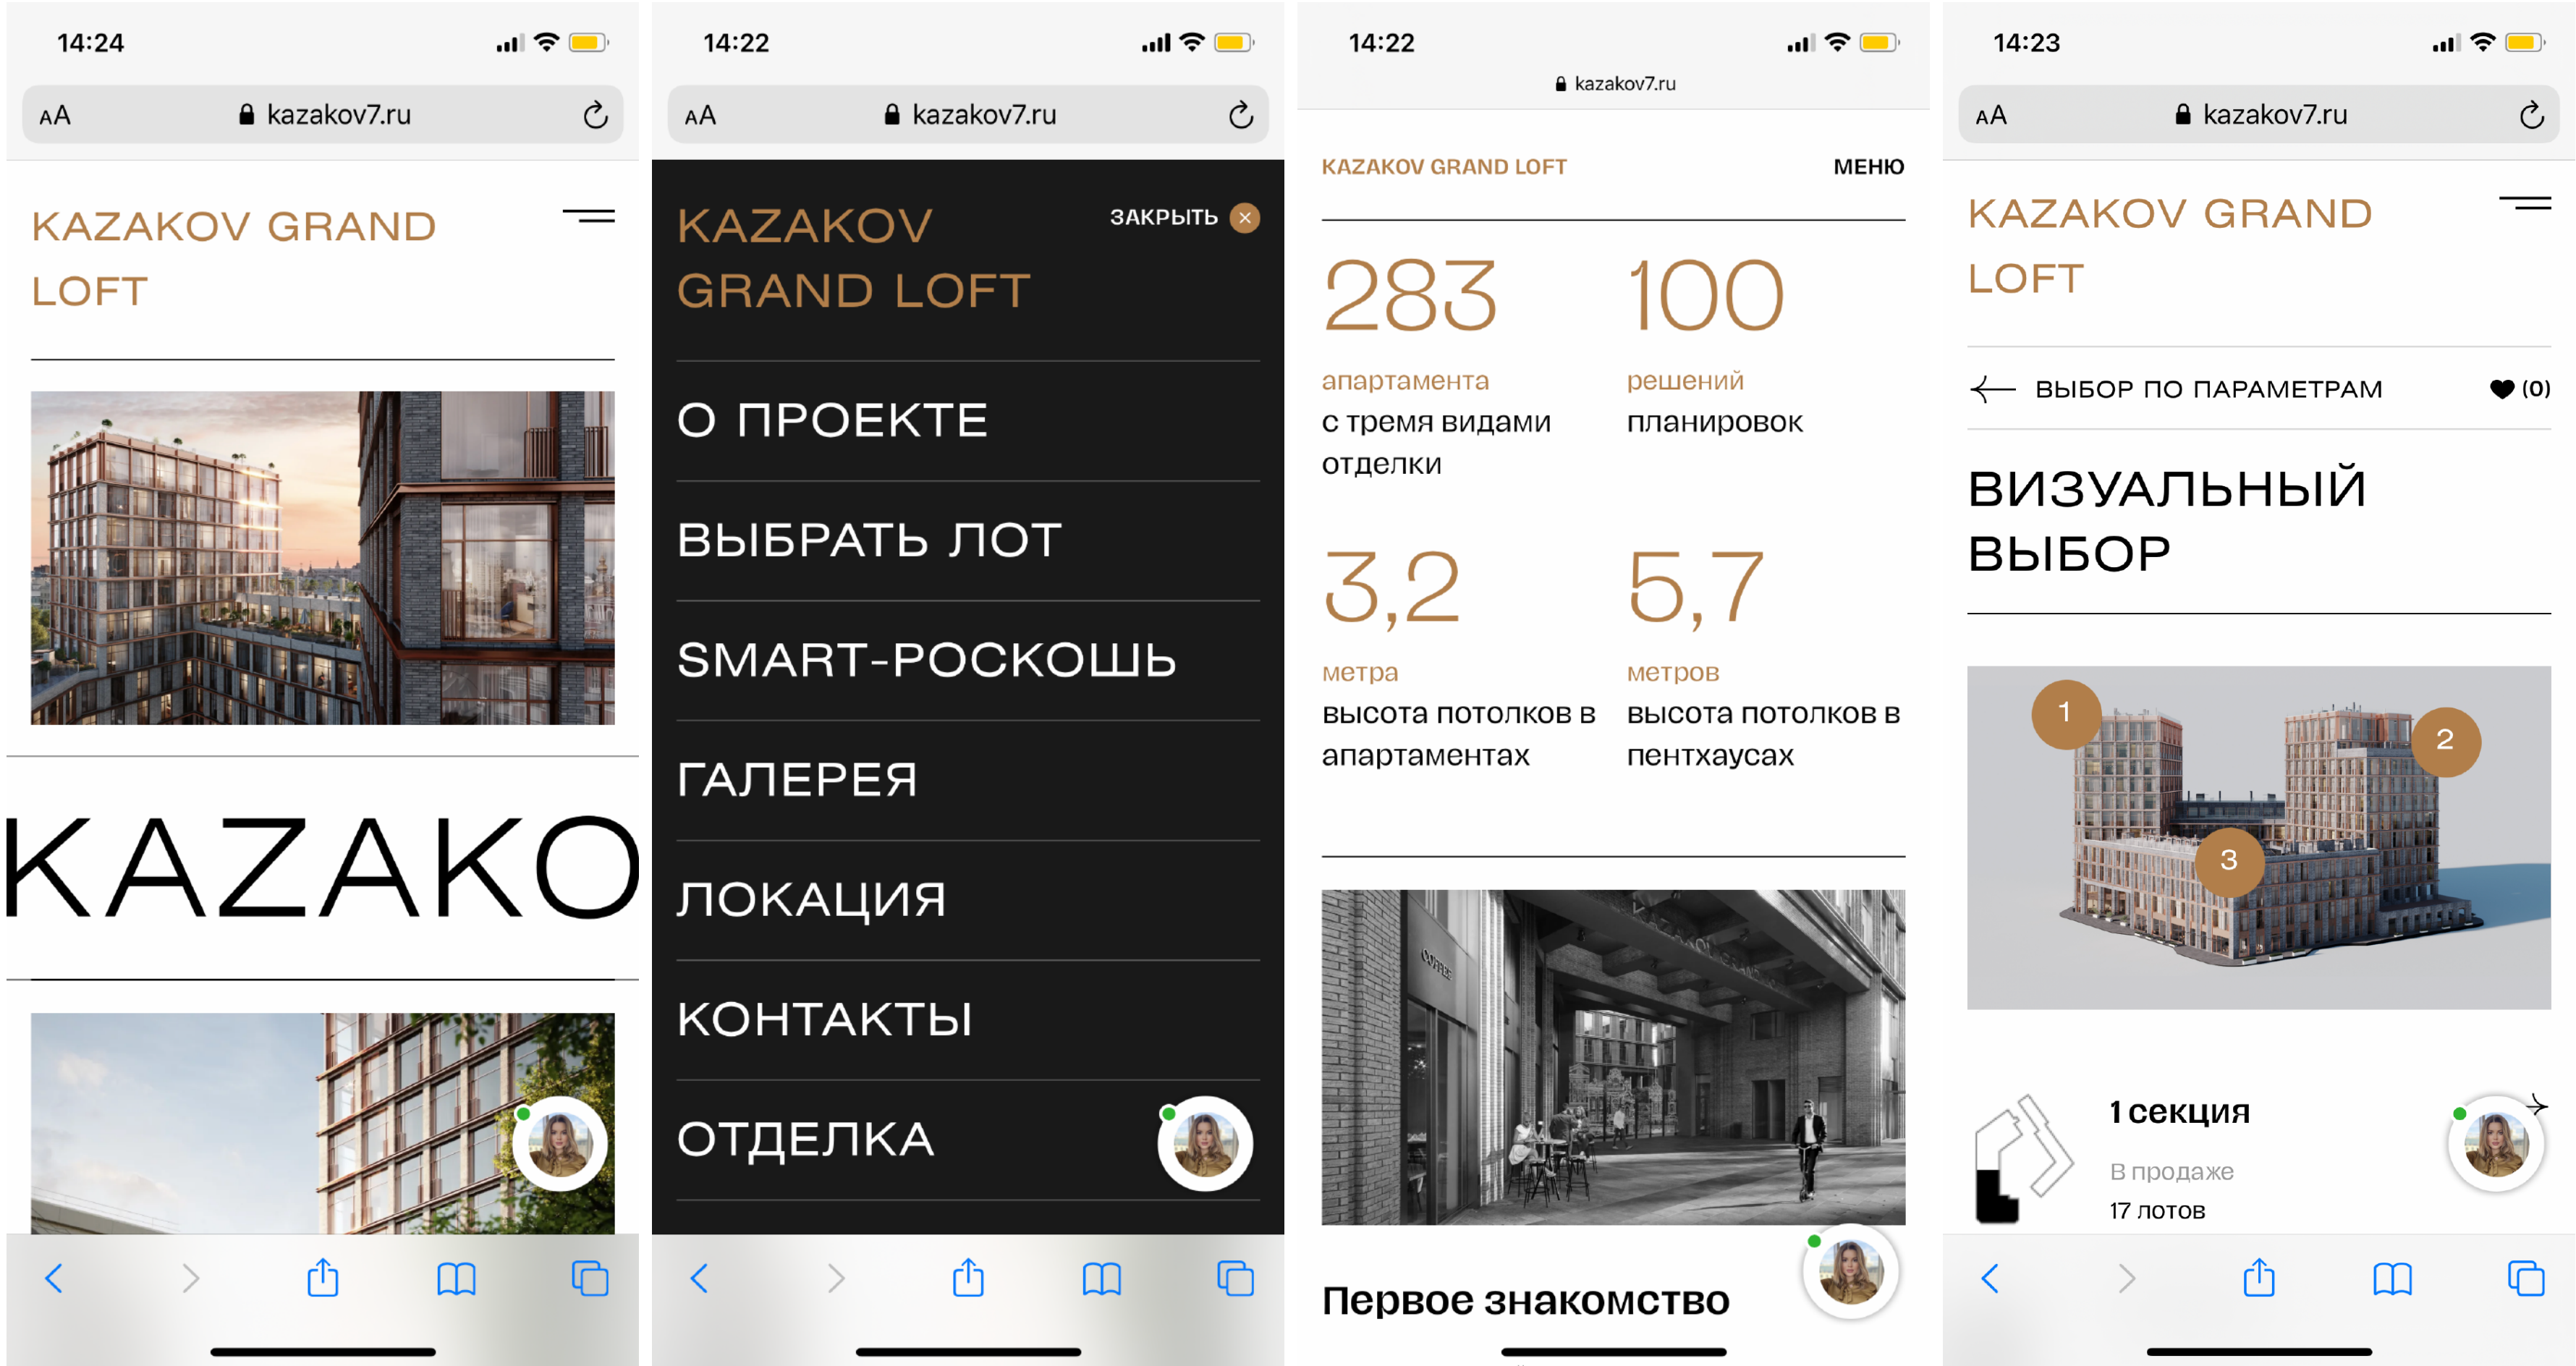 14:24
AA kazakov7.ru
KAZAKOV GRAND
LOFT
KAZAKO
14:22
AA kazakov7.ru
KAZAKOV
GRAND LOFT
ЗАКРЫТЬ
О ПРОЕКТЕ
ВЫБРАТЬ ЛОТ
SMART-РОСКОШЬ
ГАЛЕРЕЯ
ЛОКАЦИЯ
КОНТАКТЫ
ОТДЕЛКА
14:22
kazakov7.ru
KAZAKOV GRAND LOFT
МЕНЮ
283
апартамента
с тремя видами
отделки
100
решений
планировок
3,2
метра
высота потолков в
апартаментах
5,7
метров
высота потолков в
пентхаусах
COFFEE
Первое знакомство
14:23
AA kazakov7.ru
KAZAKOV GRAND
LOFT
ВЫБОР ПО ПАРАМЕТРАМ
(0)
ВИЗУАЛЬНЫЙ
ВЫБОР
1
2
3
1 секция
В продаже
17 лотов